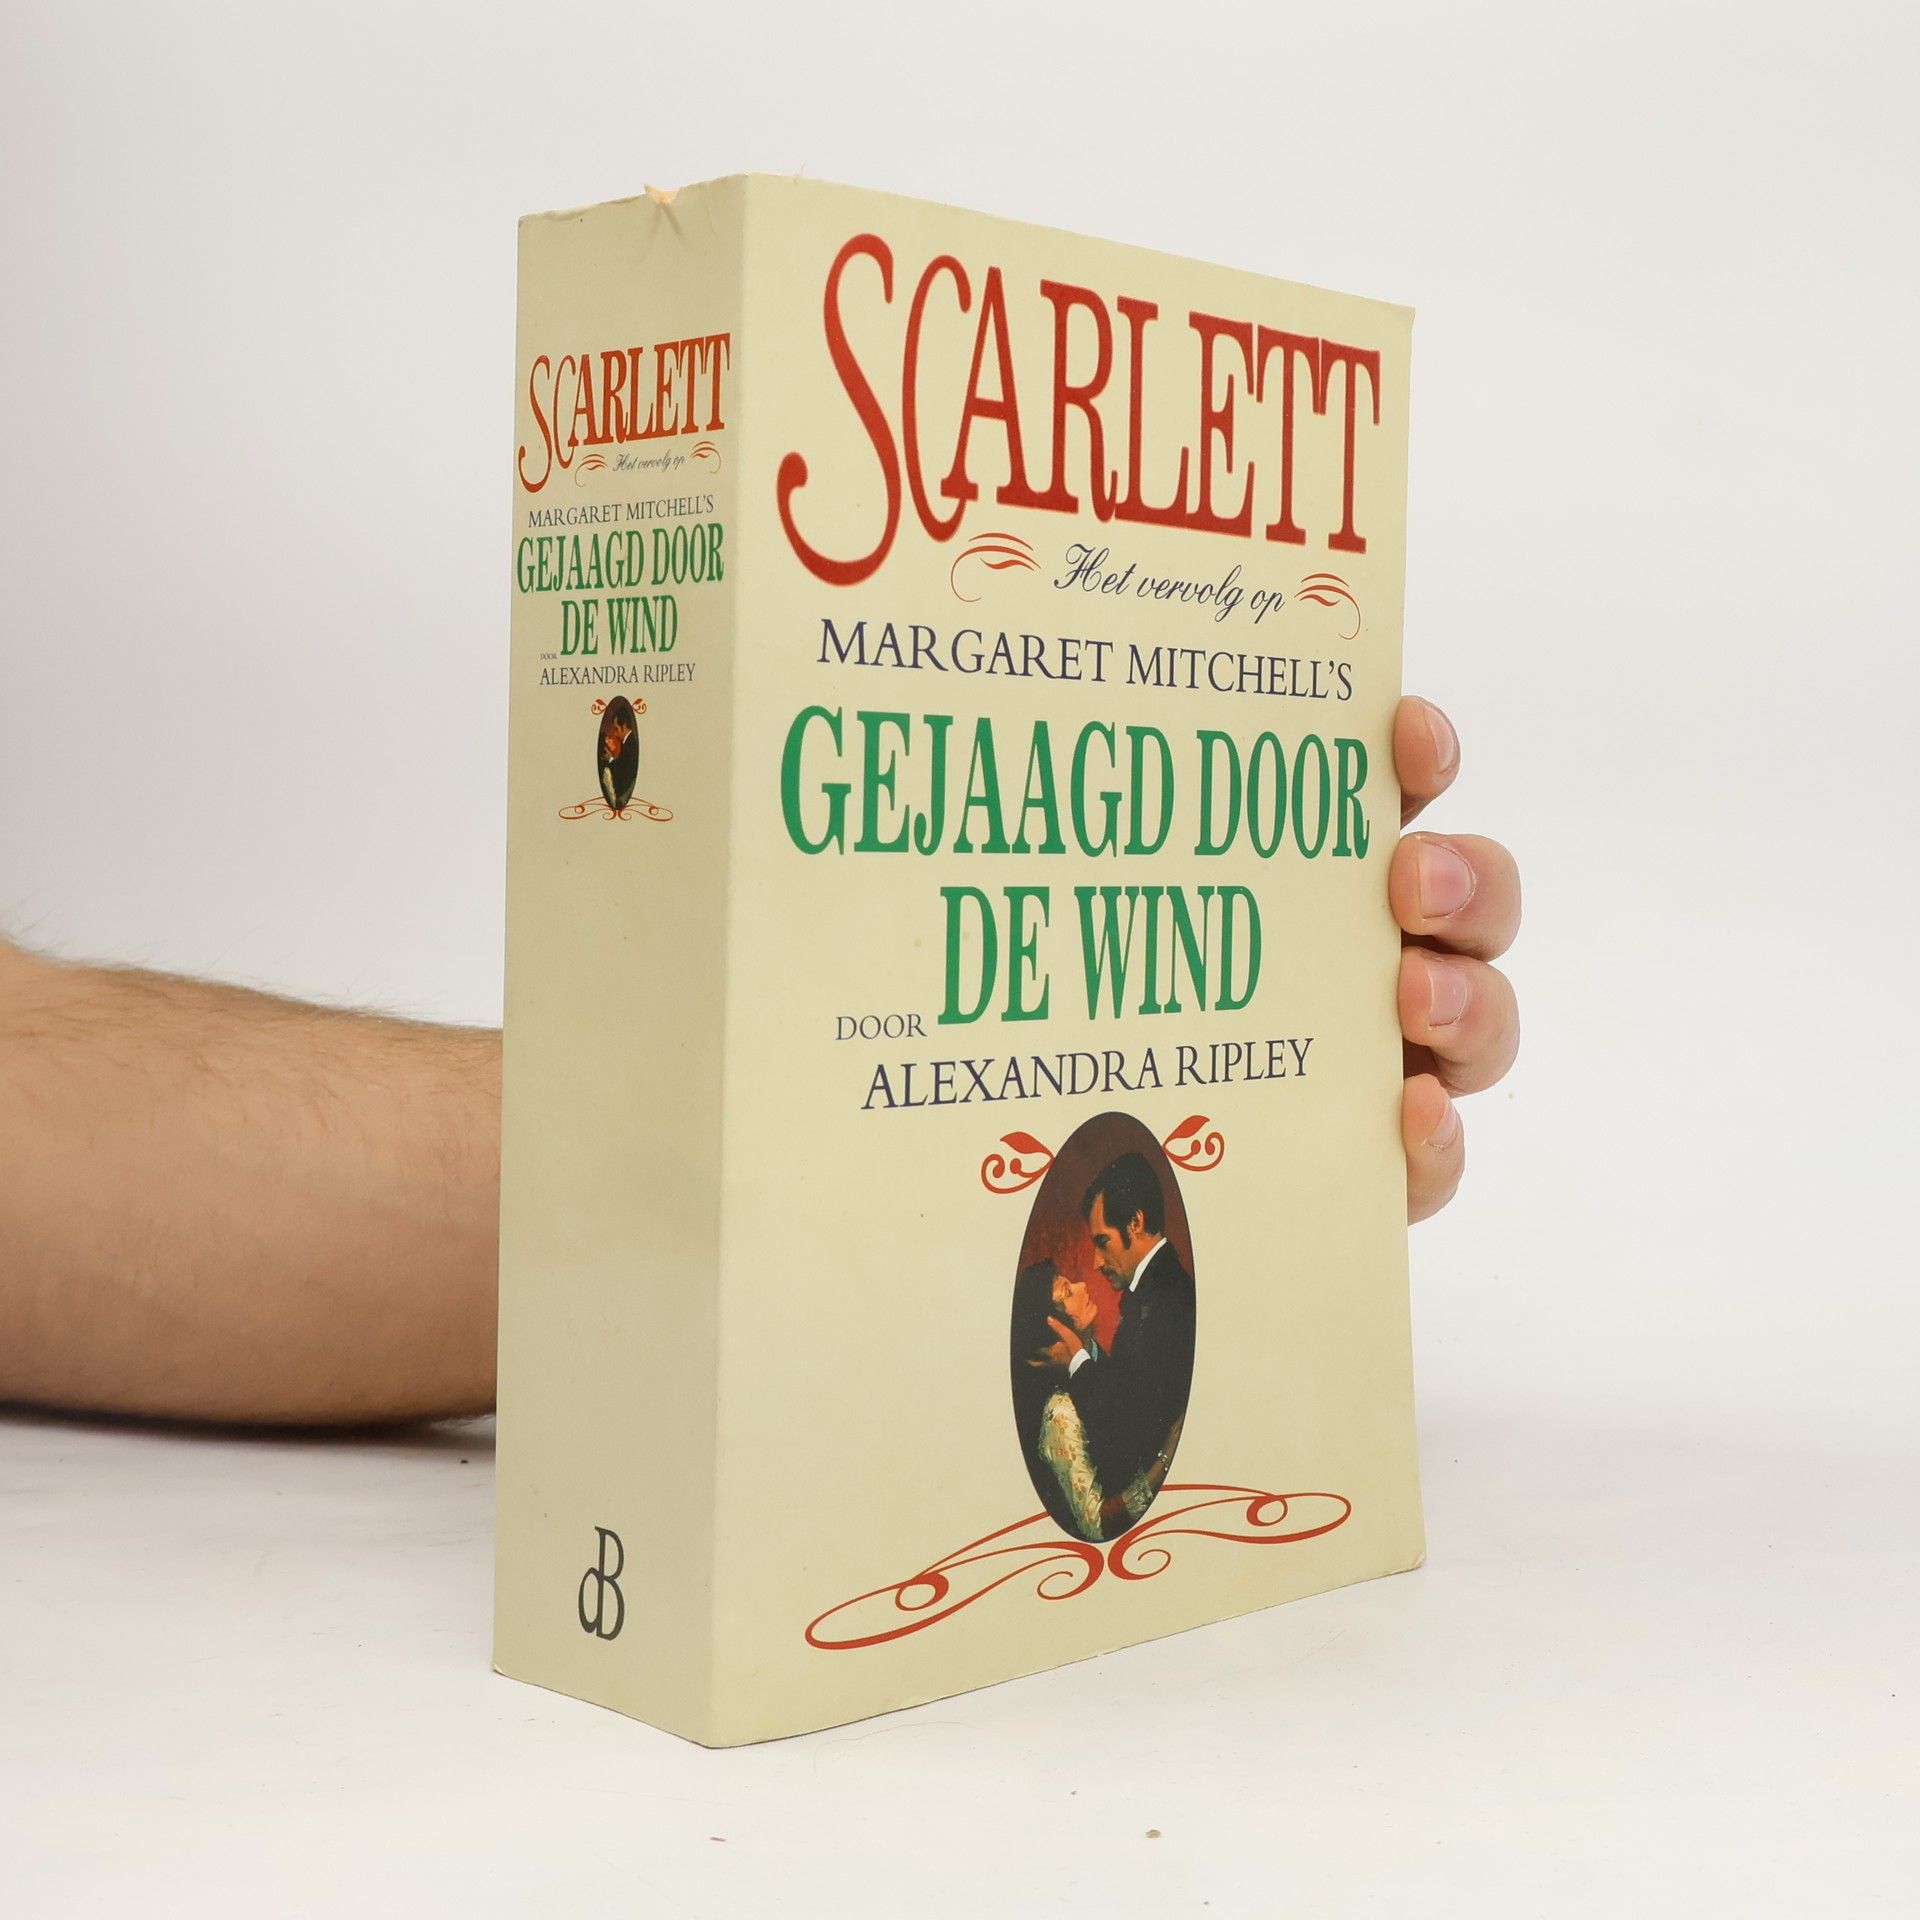 SCARLETT
Het vervolg op
MARGARET MITCHELL'S
GEJAAGD DOOR
DE WIND
DOOR
ALEXANDRA RIPLEY
dB
SCARLETT
Het vervolg op
MARGARET MITCHELL'S
GEJAAGD DOOR
DE WIND
DOOR
ALEXANDRA RIPLEY